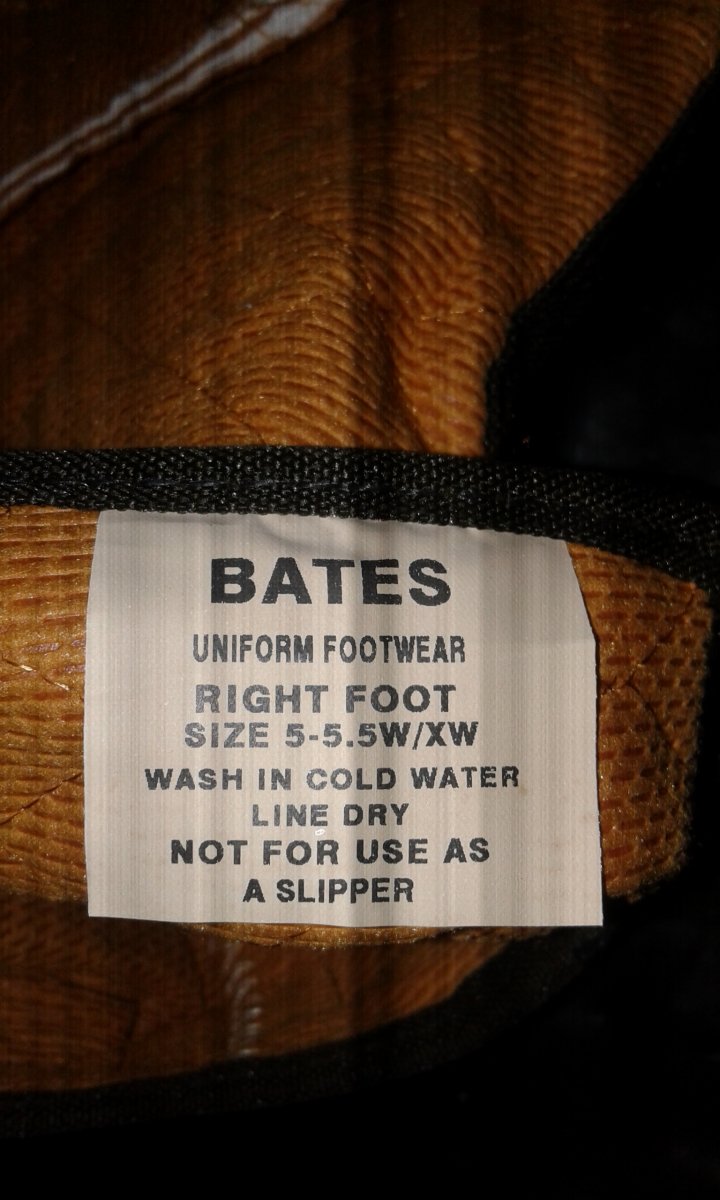 BATES
UNIFORM FOOTWEAR
RIGHT FOOT
SIZE 5-5.5W/XW
WASH IN COLD WATER
LINE DRY
NOT FOR USE AS
A SLIPPER